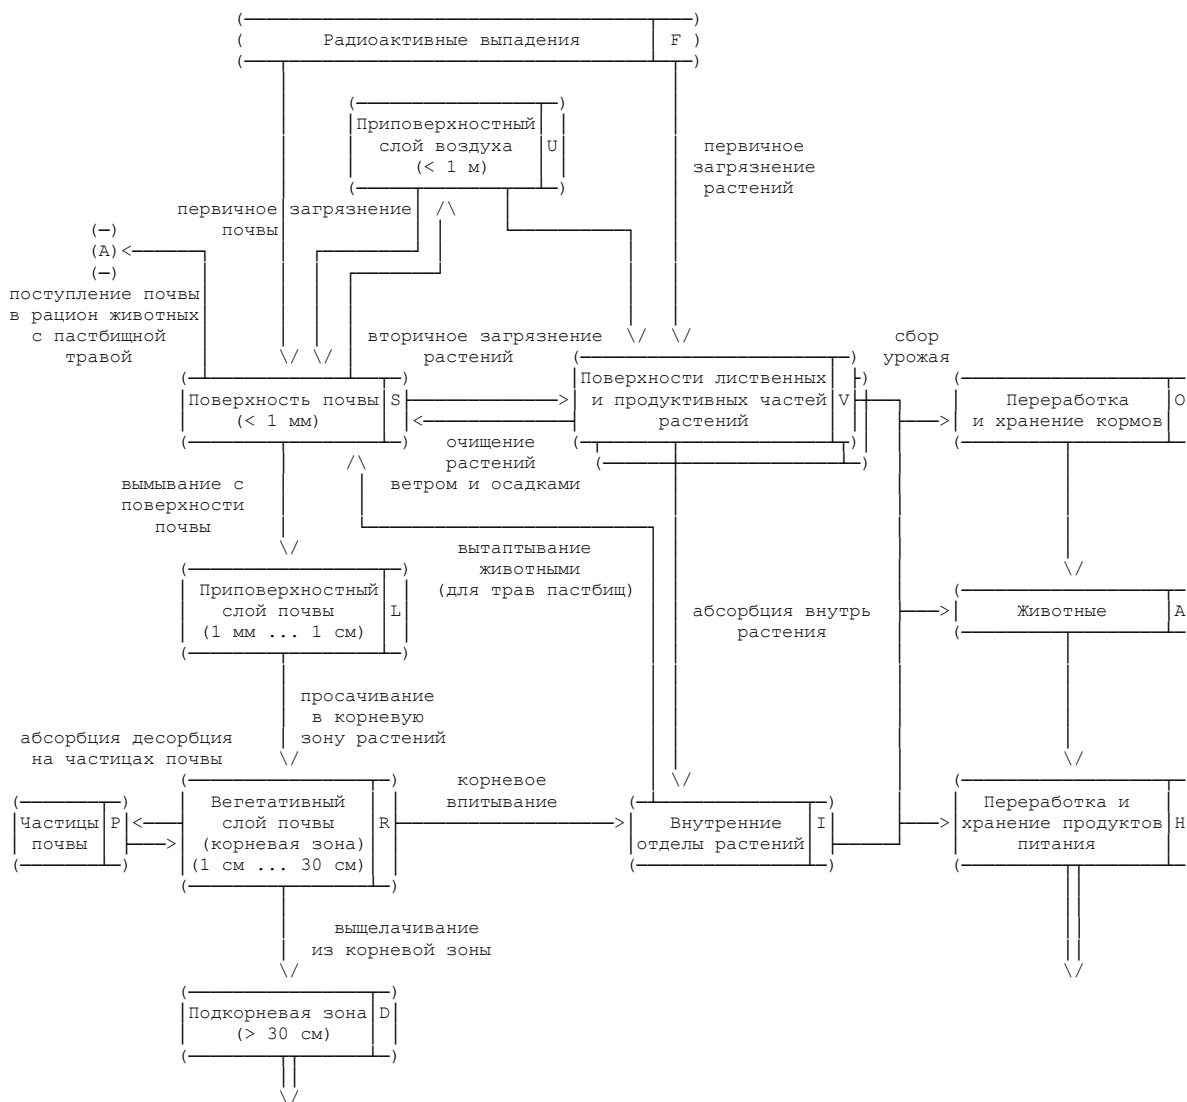 Радиоактивные выпадения F
Приповерхностный
слой воздуха U
(< 1 м)
первичное
загрязнение
растений
первичное загрязнение
почвы
(A)
поступление почвы
в рацион животных
с пастбищной
травой
вторичное загрязнение
растений
сбор
урожая
Поверхность почвы S
(< 1 мм)
Поверхности лиственных
и продуктивных частей V
растений
Переработка O
и хранение кормов
очищение
растений
ветром и осадками
вымывание с
поверхности
почвы
вытаптывание
животными
(для трав пастбищ)
Приповерхностный
слой почвы L
(1 мм ... 1 см)
абсорбция внутрь
растения
Животные A
просачивание
в корневую
зону растений
абсорбция десорбция
на частицах почвы
корневое
впитывание
Частицы P
почвы
Вегетативный
слой почвы R
(корневая зона)
(1 см ... 30 см)
Внутренние I
отделы растений
Переработка и
хранение продуктов H
питания
выщелачивание
из корневой зоны
Подкорневая зона D
(> 30 см)